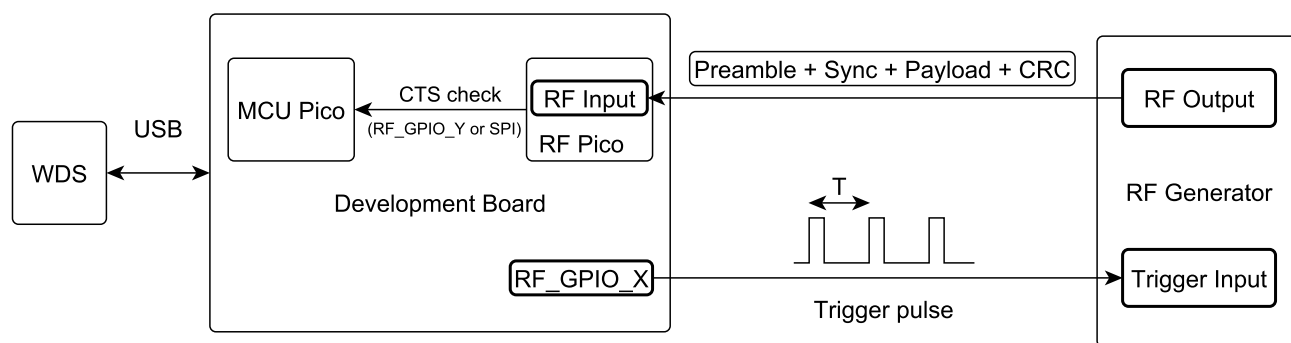 Preamble + Sync + Payload + CRC
MCU Pico
CTS check
(RF_GPIO_Y or SPI)
RF Input
RF Pico
RF Output
USB
WDS
Development Board
T
RF Generator
RF_GPIO_X
Trigger Input
Trigger pulse